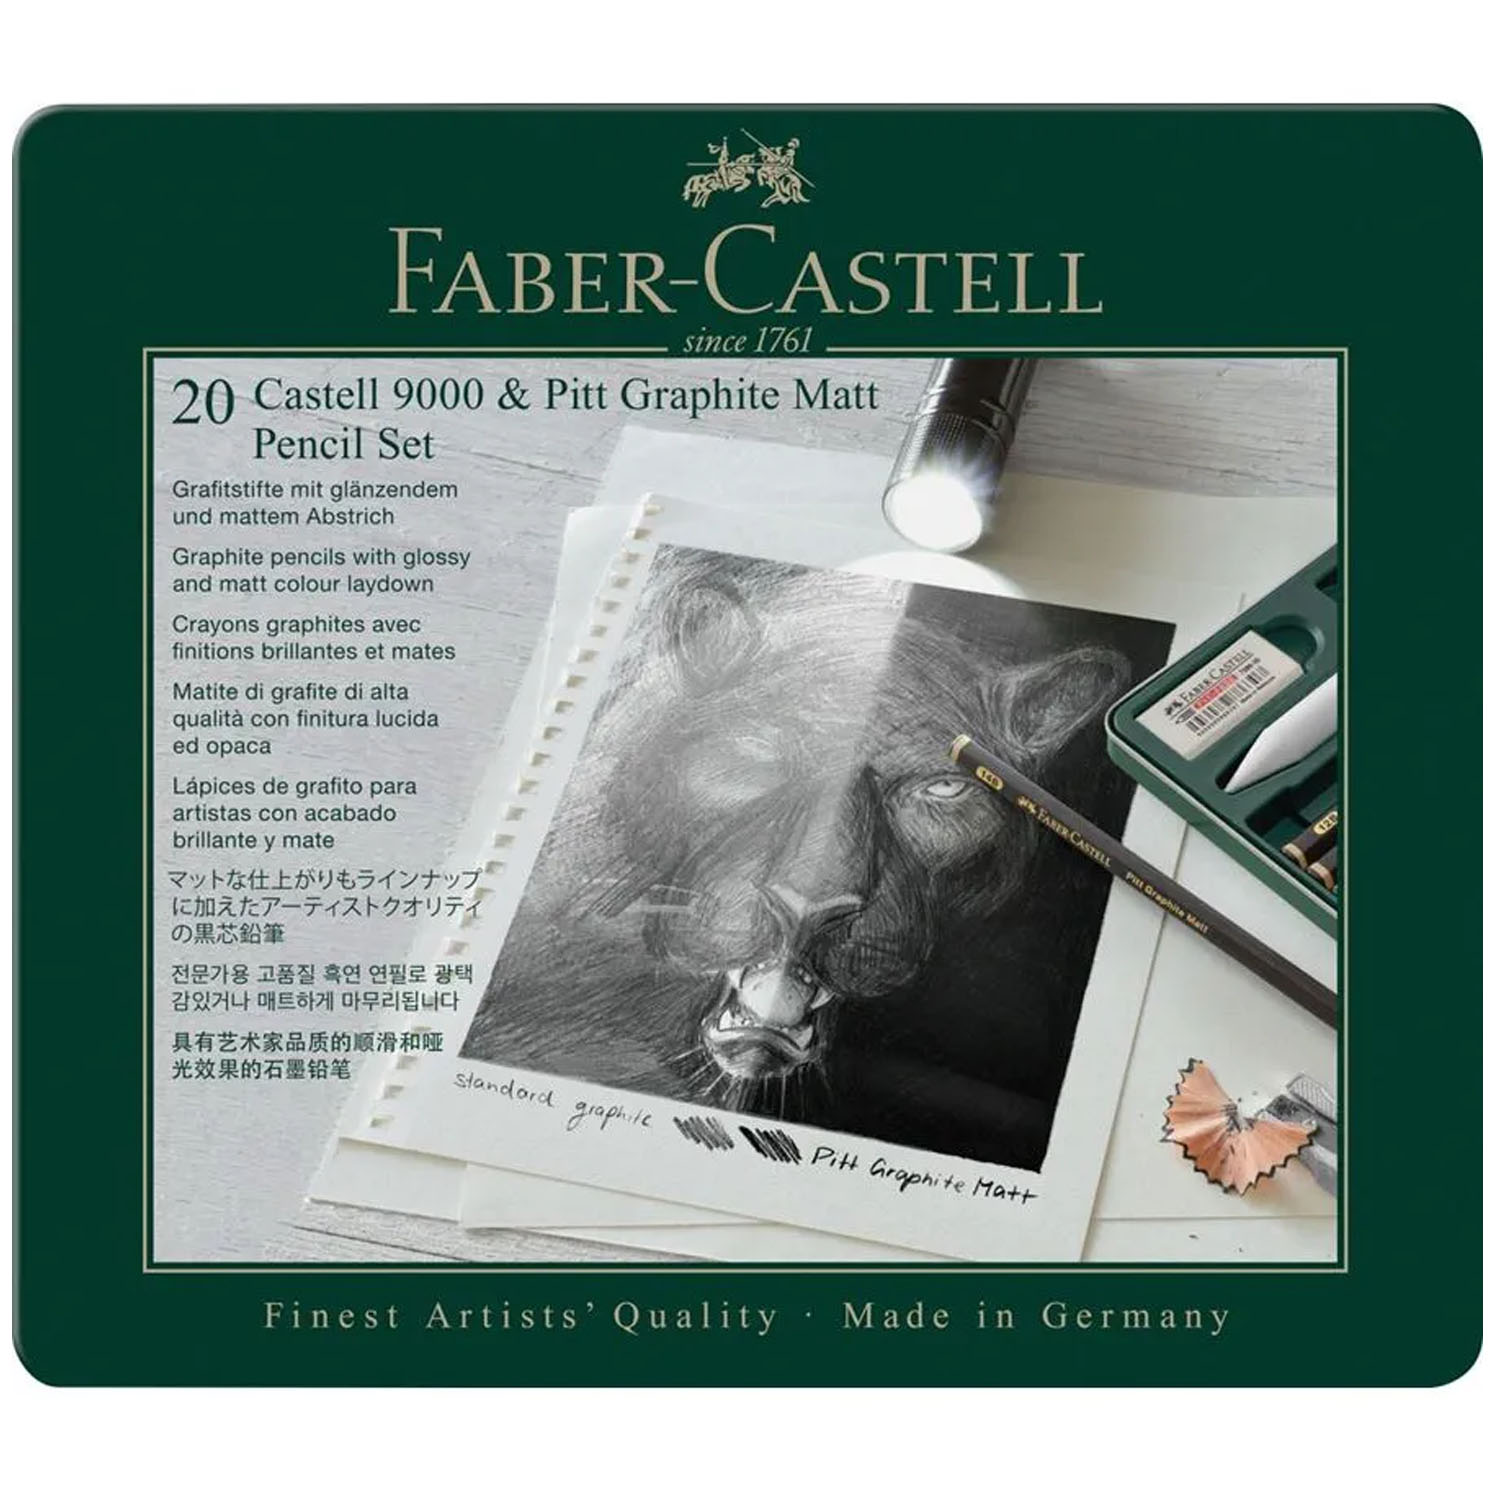 FABER-CASTELL
since 1761
20 Castell 9000 & Pitt Graphite Matt
Pencil Set
Grafitstifte mit glänzendem
und mattem Abstrich
Graphite pencils with glossy
and matt colour laydown
Crayons graphites avec
finitions brillantes et mates
Matite di grafite di alta
qualità con finitura lucida
ed opaca
Lápices de grafito para
artistas con acabado
brillante y mate
マットな仕上がりもラインナップ
に加えたアーティストクオリティ
の黒芯鉛筆
전문가용 고품질 흑연 연필로 광택
감있거나 매트하게 마무리됩니다
具有艺术家品质的顺滑和哑
光效果的石墨铅笔
FABER-CASTELL
14B
FABER-CASTELL
Pitt Graphite Matt
12B
standard graphite
Pitt Graphite Matt
Finest Artists' Quality · Made in Germany